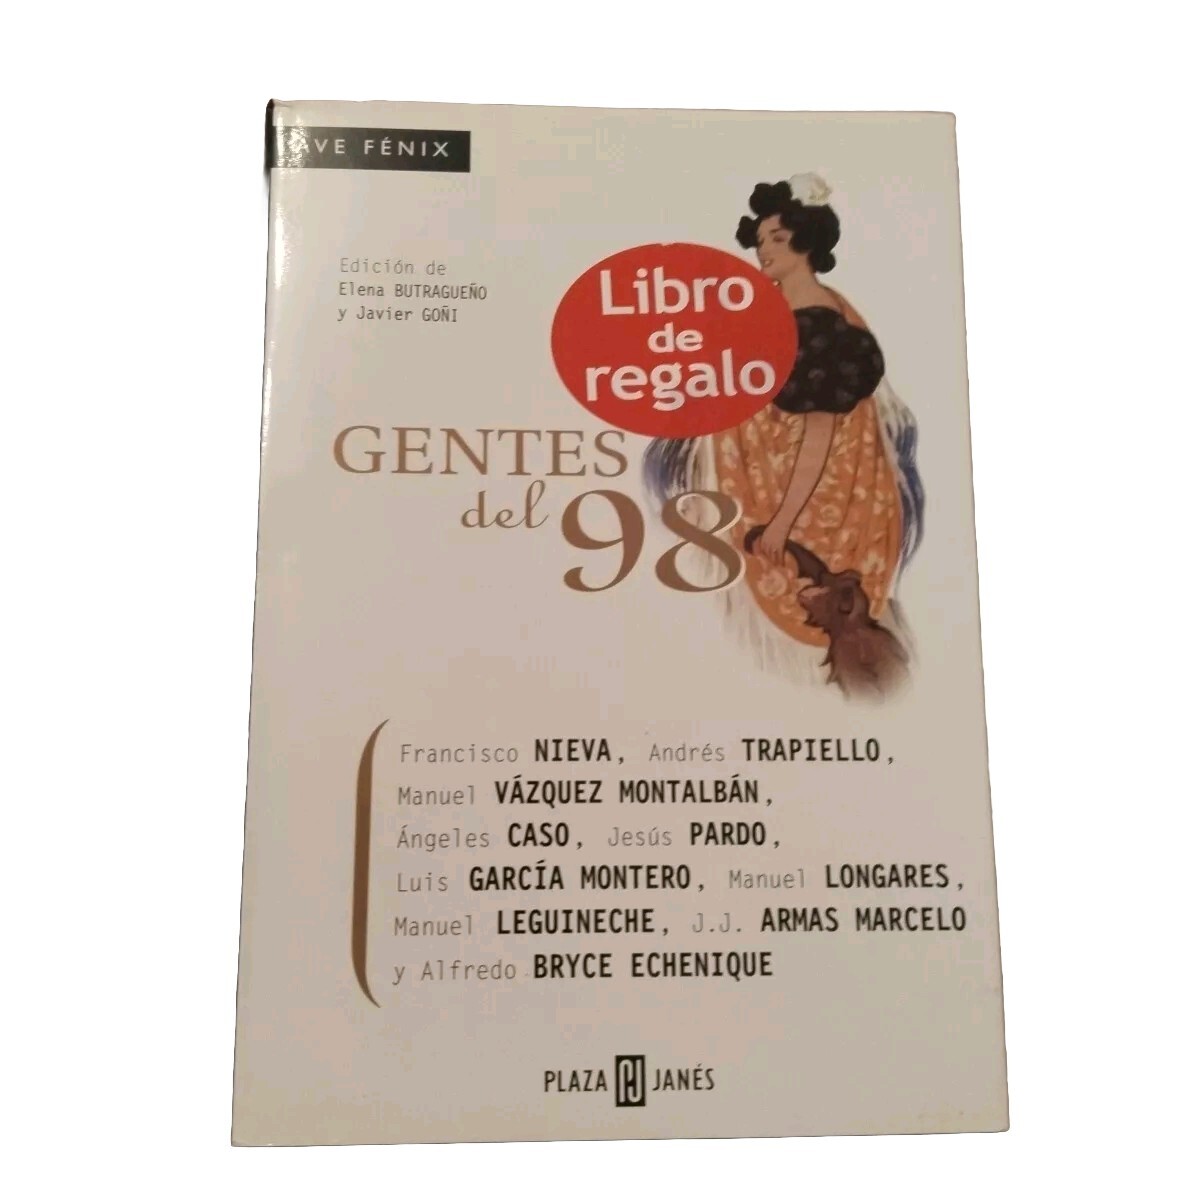 AVE FÉNIX
Edición de
Elena BUTRAGUEÑO
y Javier GOÑI
Libro
de
regalo
GENTES
del 98
Francisco NIEVA, Andrés TRAPIELLO,
Manuel VÁZQUEZ MONTALBÁN,
Ángeles CASO, Jesús PARDO,
Luis GARCÍA MONTERO, Manuel LONGARES,
Manuel LEGUINECHE, J.J. ARMAS MARCELO
y Alfredo BRYCE ECHENIQUE
PLAZA PJ JANÉS